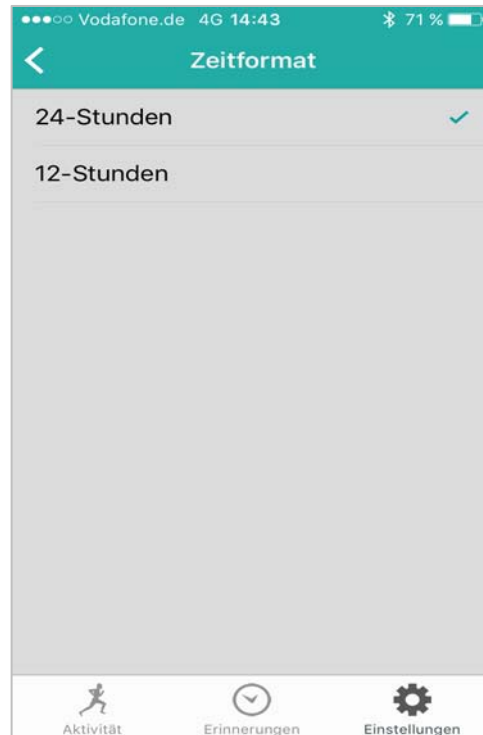 Vodafone.de 4G 14:43 71 %
Zeitformat
24-Stunden
12-Stunden
Aktivität Erinnerungen Einstellungen